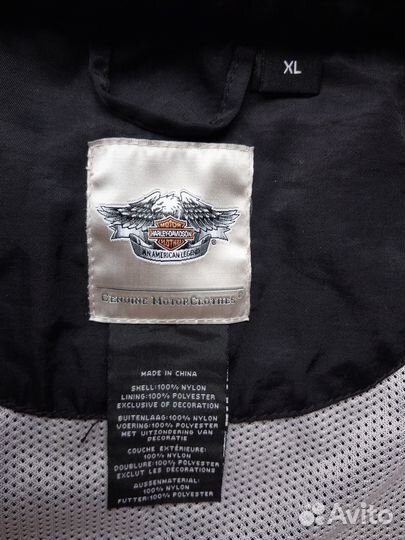 XL
MOTOR
HARLEY-DAVIDSON
AN AMERICAN LEGEND
®
GENUINE MOTORCLOTHES®
MADE IN CHINA
SHELL:100% NYLON
LINING:100% POLYESTER
EXCLUSIVE OF DECORATION
BUITENLAAG:100% NYLON
VOERING:100% POLYESTER
MET UITZONDERING VAN
DECORATIE
COUCHE EXTÉRIEURE:
100% NYLON
DOUBLURE:100% POLYESTER
EXCLUT LES DÉCORATIONS
AUSSENMATERIAL:
100% NYLON
FUTTER:100% POLYESTER
Avito